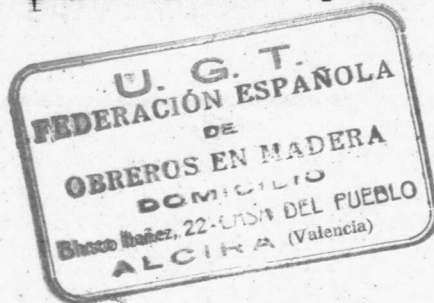 U. G. T.
FEDERACIÓN ESPAÑOLA
DE
OBREROS EN MADERA
DOMICILIO
Blasco Ibañez, 22-CASA DEL PUEBLO
ALCIRA (Valencia)